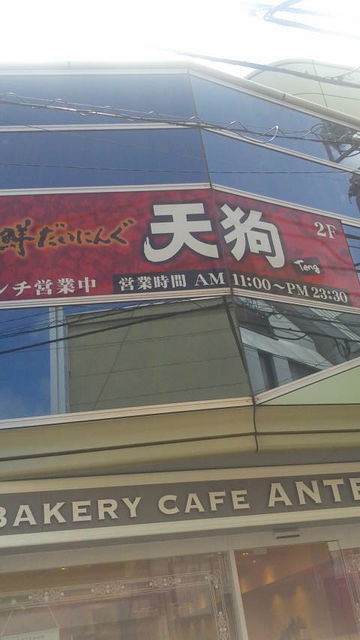 鮮だいにんぐ 天狗 2F
Teng
ンチ営業中 営業時間 AM 11:00～PM 23:30
BAKERY CAFE ANTE